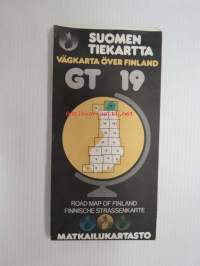 SUOMEN
TIEKARTTA
VÄGKARTA ÖVER FINLAND
GT 19
ROAD MAP OF FINLAND
FINNISCHE STRASSENKARTE
MATKAILUKARTASTO